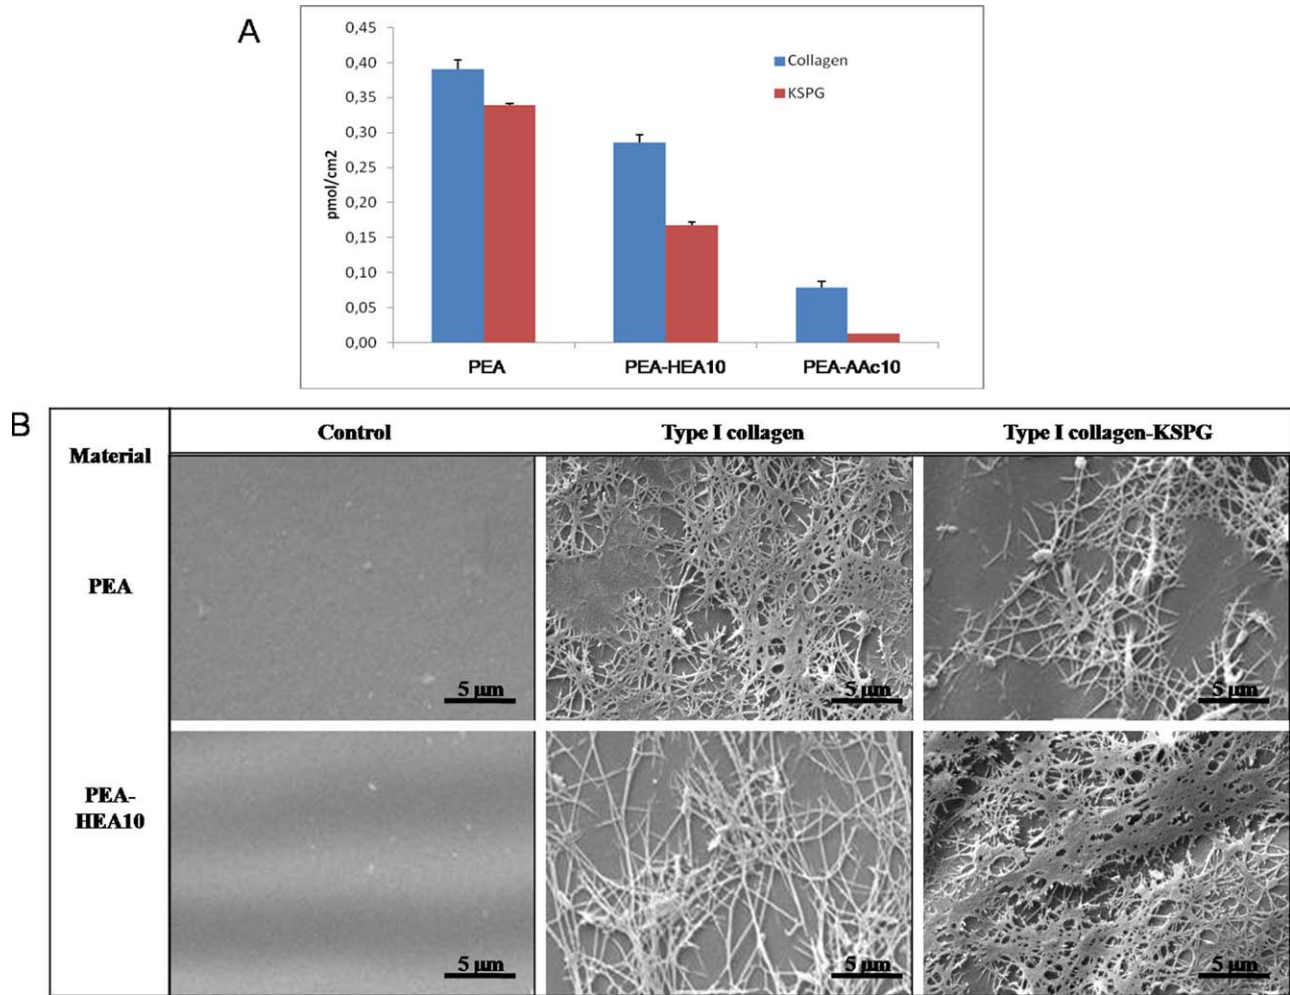 A
0,45
0,40
0,35
0,30
0,25
0,20
0,15
0,10
0,05
0,00
pmol/cm2
Collagen
KSPG
PEA
PEA-HEA10
PEA-AAc10
B
Material
Control
Type I collagen
Type I collagen-KSPG
PEA
5 µm
5 µm
5 µm
PEA-
HEA10
5 µm
5 µm
5 µm